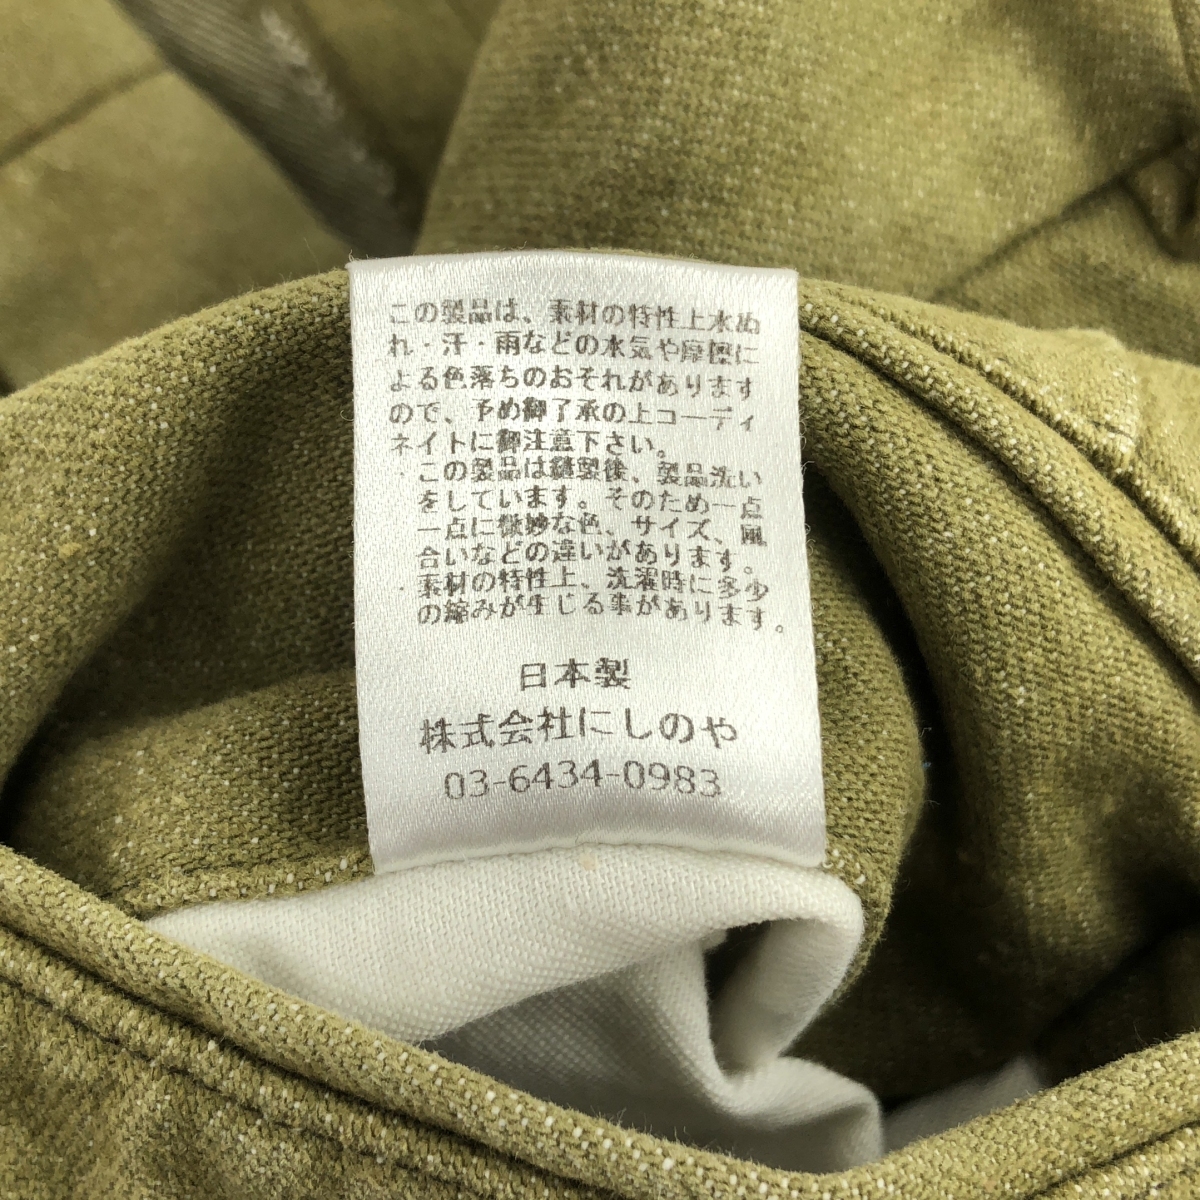 この製品は、素材の特性上水ぬ
れ・汗・雨などの水気や摩擦に
よる色落ちのおそれがあります
ので、予め御了承の上コーディ
ネイトに御注意下さい。
・この製品は縫製後、製品洗い
をしています。そのため一点
一点に微妙な色、サイズ、風
合いなどの違いがあります。
・素材の特性上、洗濯時に多少
の縮みが生じる事があります。
日本製
株式会社にしのや
03-6434-0983